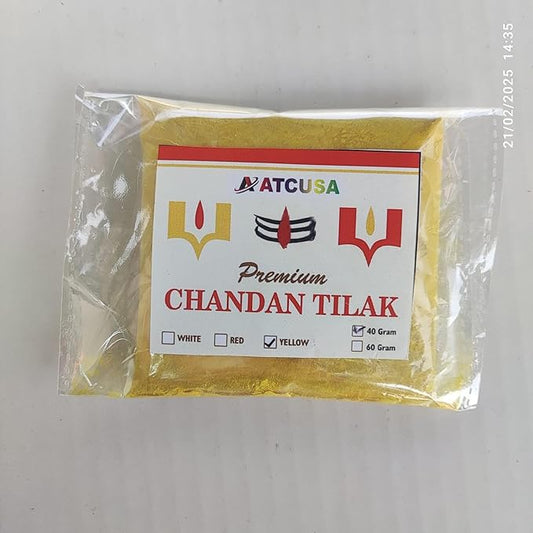 ATCUSA
Premium
CHANDAN TILAK
WHITE RED YELLOW
40 Gram
60 Gram
21/02/2025 14:35